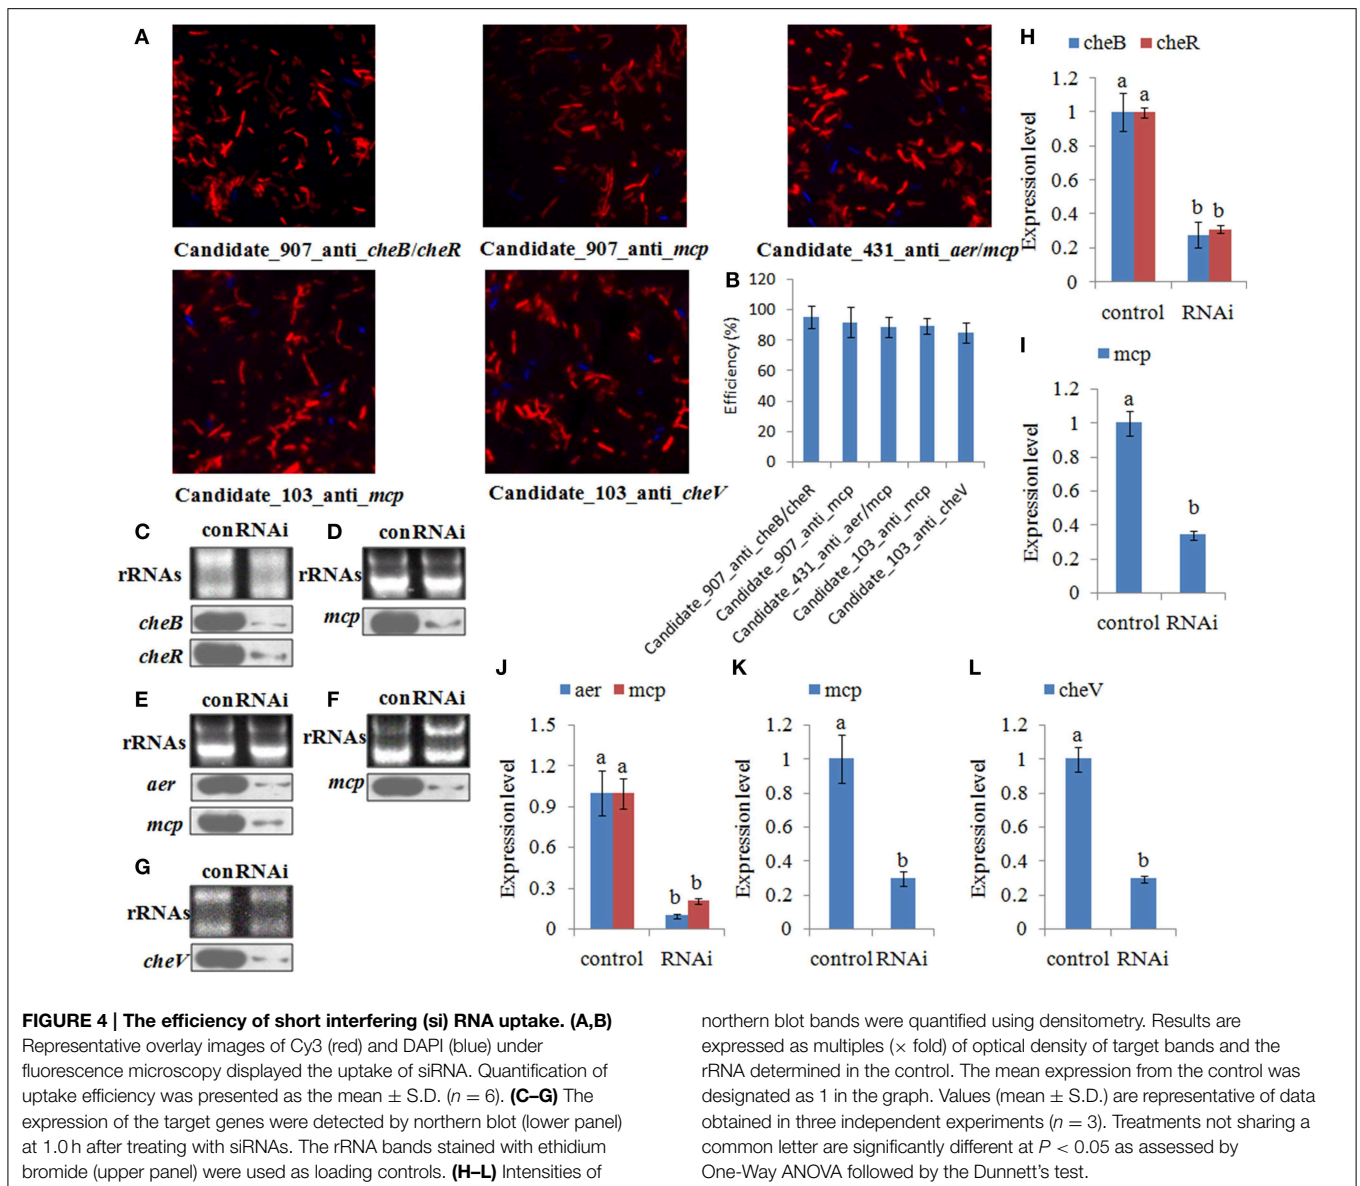 A
Candidate_907_anti_cheB/cheR
Candidate_907_anti_mcp
Candidate_431_anti_aer/mcp
Candidate_103_anti_mcp
Candidate_103_anti_cheV
B
Efficiency (%)
120
100
80
60
40
20
0
Candidate_907_anti_cheB/cheR
Candidate_907_anti_mcp
Candidate_431_anti_aer/mcp
Candidate_103_anti_mcp
Candidate_103_anti_cheV
C
conRNAi
rRNAs
cheB
cheR
D
conRNAi
rRNAs
mcp
E
conRNAi
rRNAs
aer
mcp
F
conRNAi
rRNAs
mcp
G
conRNAi
rRNAs
cheV
H
cheB cheR
Expression level
1.2
1
0.8
0.6
0.4
0.2
0
a a
b b
control RNAi
I
mcp
Expression level
1.2
1
0.8
0.6
0.4
0.2
0
a
b
control RNAi
J
aer mcp
Expression level
1.5
1.2
0.9
0.6
0.3
0
a a
b b
control RNAi
K
mcp
Expression level
1.2
1
0.8
0.6
0.4
0.2
0
a
b
control RNAi
L
cheV
Expression level
1.2
1
0.8
0.6
0.4
0.2
0
a
b
control RNAi
FIGURE 4 | The efficiency of short interfering (si) RNA uptake. (A,B)
Representative overlay images of Cy3 (red) and DAPI (blue) under
fluorescence microscopy displayed the uptake of siRNA. Quantification of
uptake efficiency was presented as the mean ± S.D. (n = 6). (C–G) The
expression of the target genes were detected by northern blot (lower panel)
at 1.0 h after treating with siRNAs. The rRNA bands stained with ethidium
bromide (upper panel) were used as loading controls. (H–L) Intensities of
northern blot bands were quantified using densitometry. Results are
expressed as multiples (× fold) of optical density of target bands and the
rRNA determined in the control. The mean expression from the control was
designated as 1 in the graph. Values (mean ± S.D.) are representative of data
obtained in three independent experiments (n = 3). Treatments not sharing a
common letter are significantly different at P < 0.05 as assessed by
One-Way ANOVA followed by the Dunnett's test.